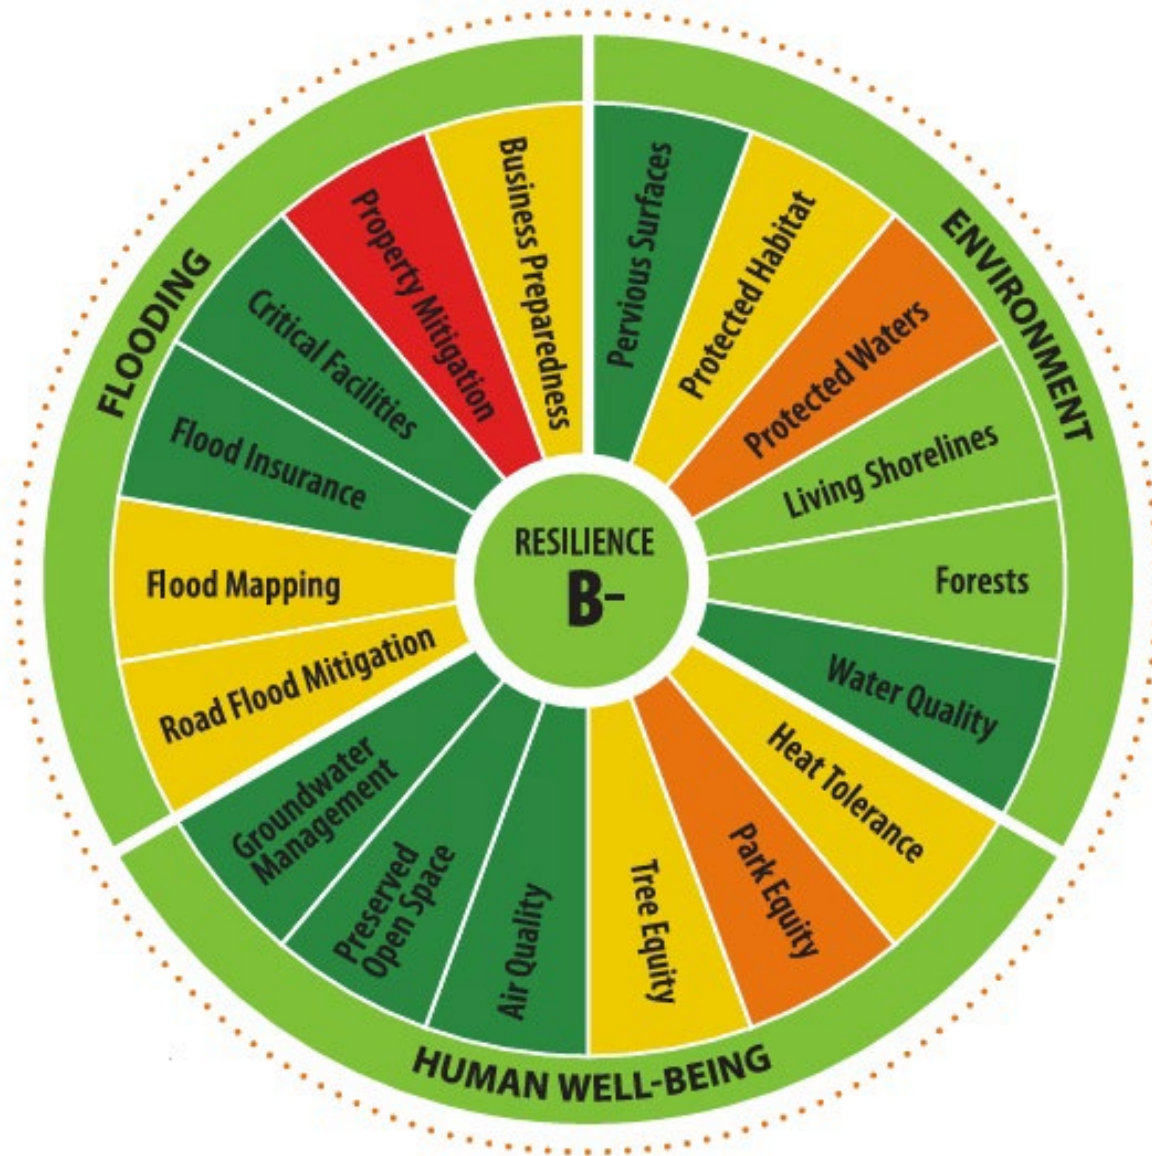 RESILIENCE
B-
FLOODING
Business Preparedness
Property Mitigation
Critical Facilities
Flood Insurance
Flood Mapping
Road Flood Mitigation
ENVIRONMENT
Pervious Surfaces
Protected Habitat
Protected Waters
Living Shorelines
Forests
Water Quality
HUMAN WELL-BEING
Heat Tolerance
Park Equity
Tree Equity
Air Quality
Preserved
Open Space
Groundwater
Management